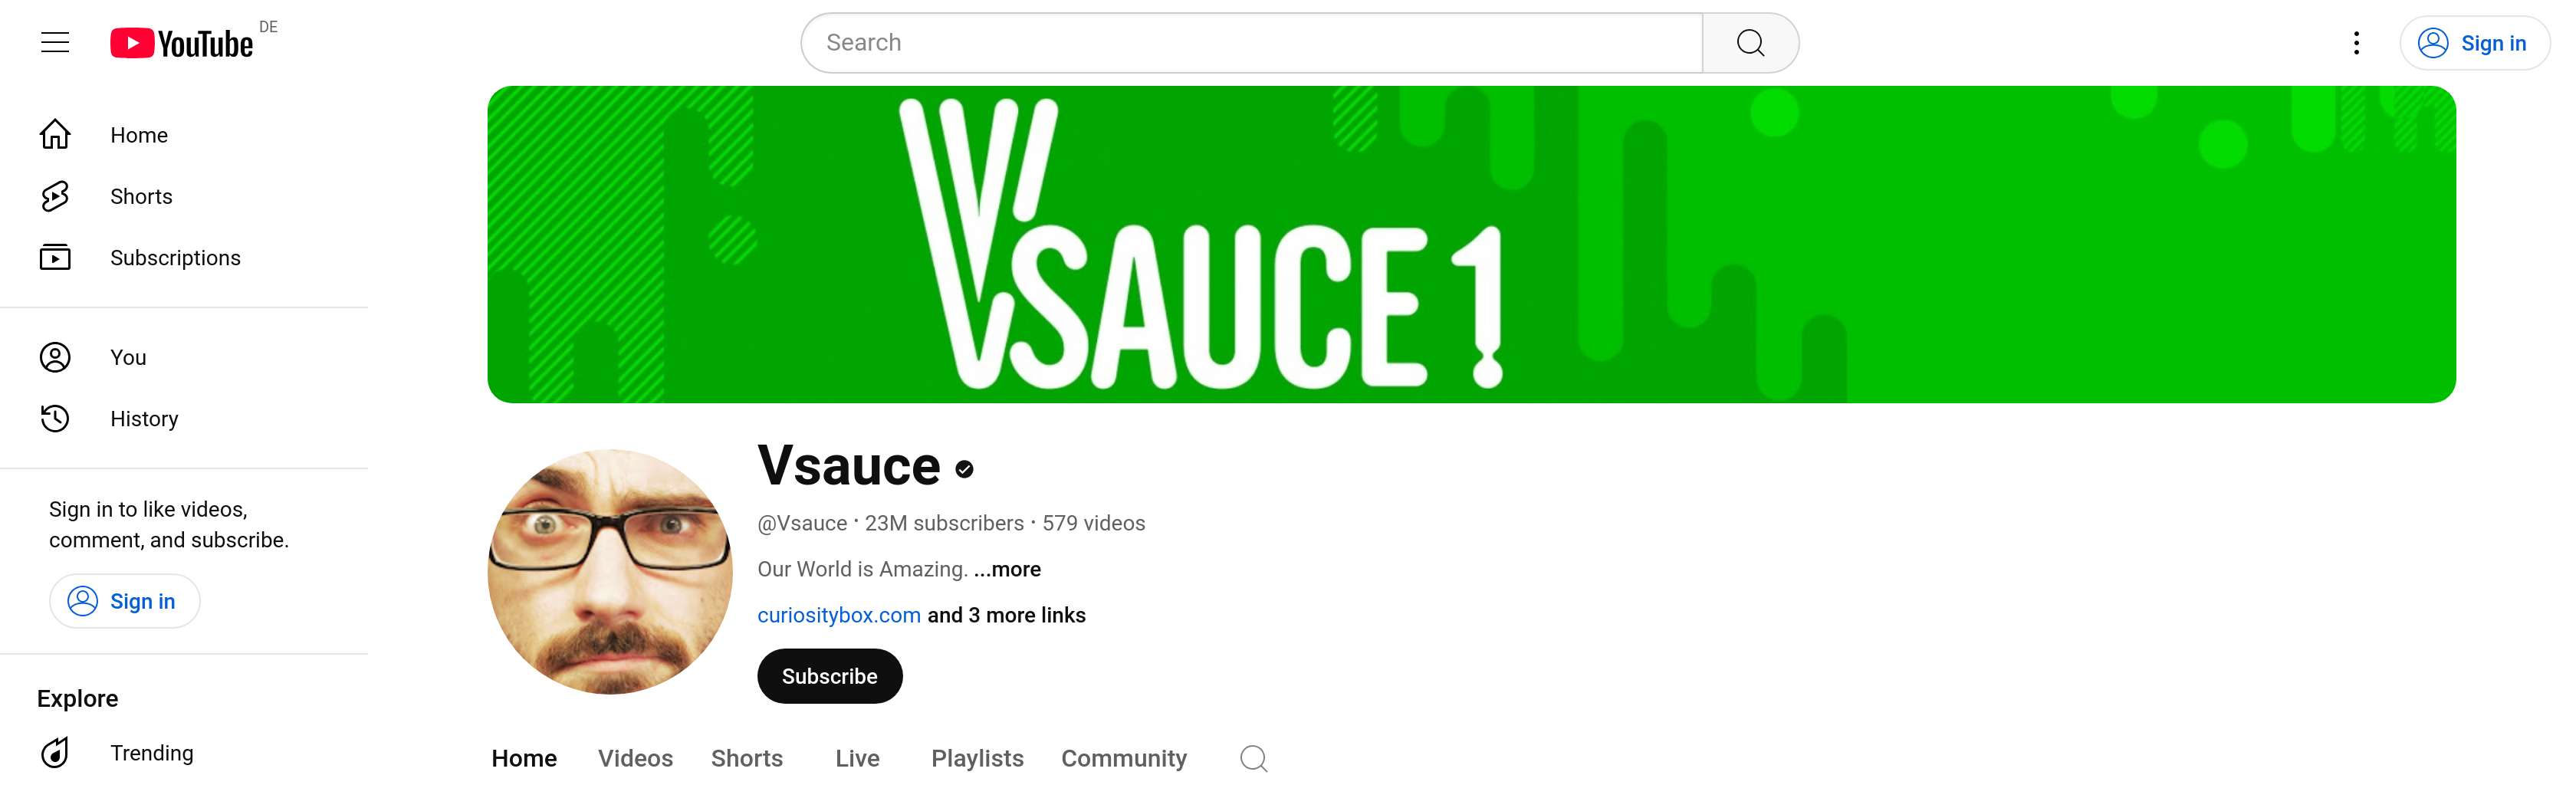 YouTube DE
Search
Sign in
Home
Shorts
Subscriptions
You
History
Sign in to like videos,
comment, and subscribe.
Sign in
Explore
Trending
VSAUCE 1
Vsauce
@Vsauce · 23M subscribers · 579 videos
Our World is Amazing. ...more
curiositybox.com and 3 more links
Subscribe
Home Videos Shorts Live Playlists Community